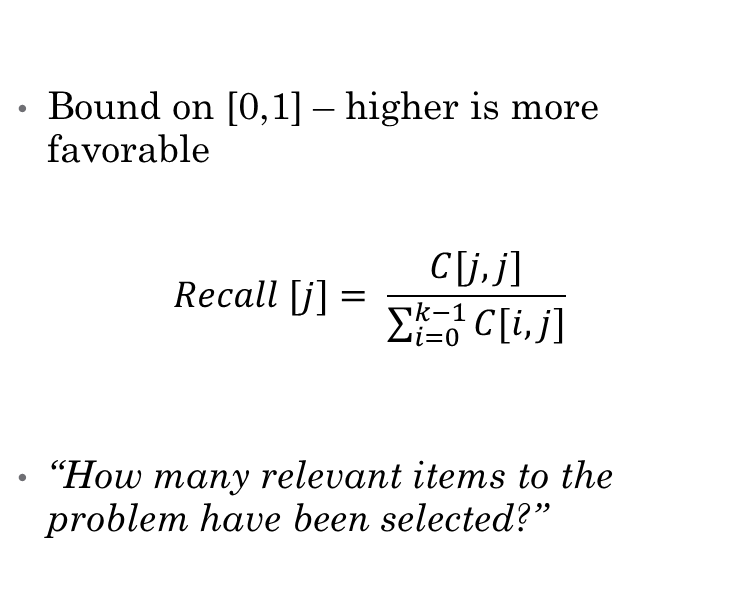 • Bound on [0,1] – higher is more
favorable
Recall [j] = C[j,j] / ∑_{i=0}^{k−1} C[i,j]
• “How many relevant items to the
problem have been selected?”